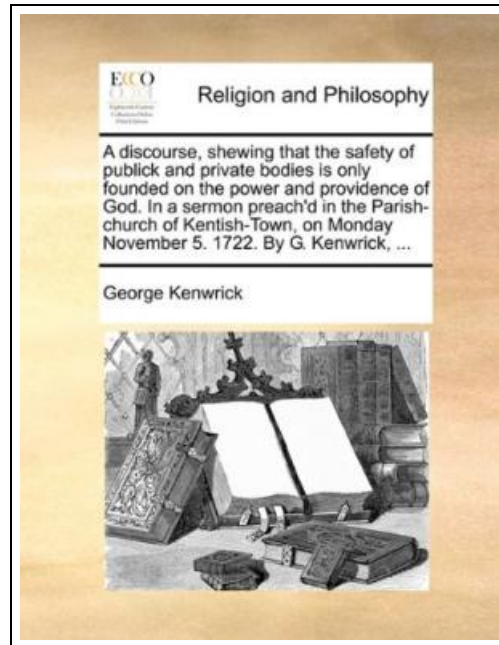 ECCO
Religion and Philosophy
A discourse, shewing that the safety of
publick and private bodies is only
founded on the power and providence of
God. In a sermon preach'd in the Parish-
church of Kentish-Town, on Monday
November 5. 1722. By G. Kenwrick, ...
George Kenwrick